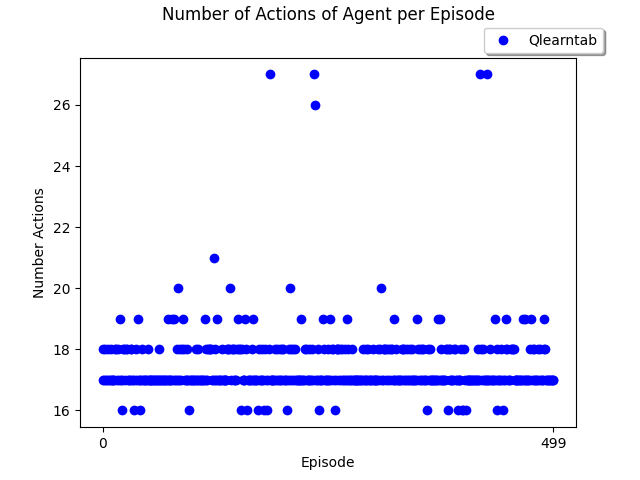 Number of Actions of Agent per Episode
Qlearntab
Number Actions
26
24
22
20
18
16
0
499
Episode